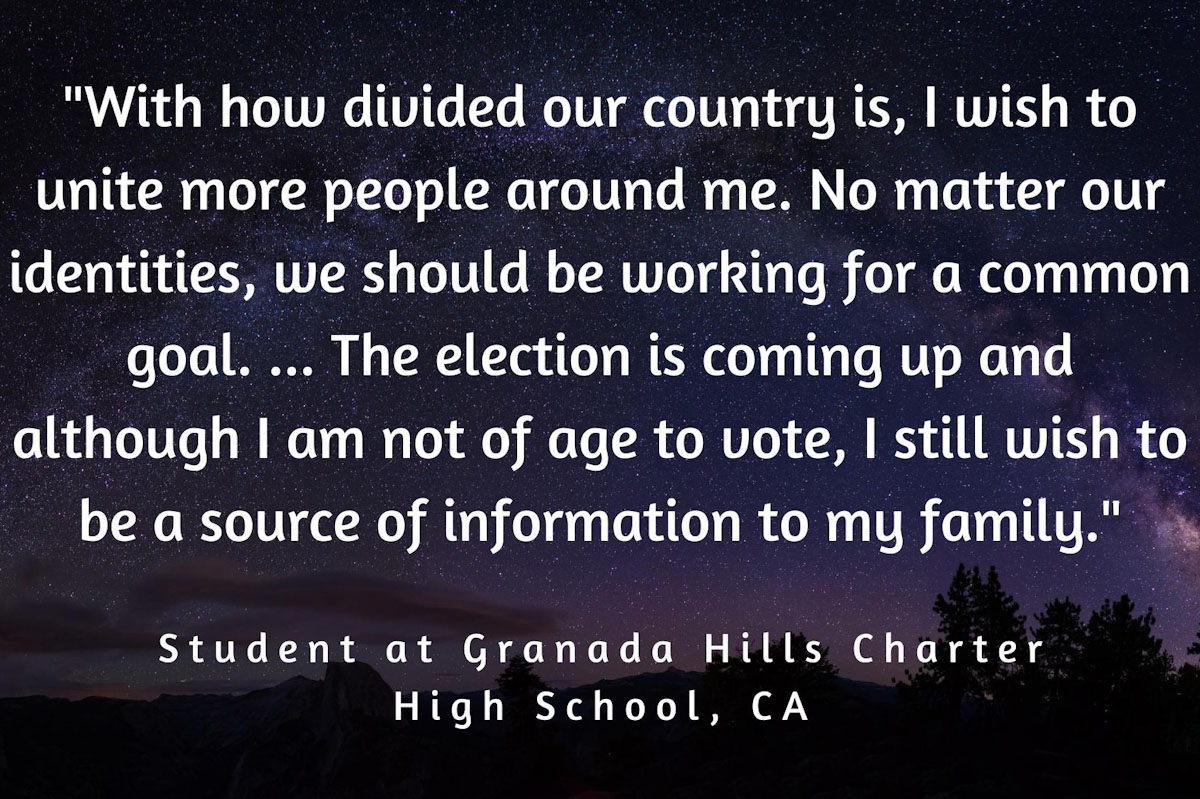 "With how divided our country is, I wish to
unite more people around me. No matter our
identities, we should be working for a common
goal. ... The election is coming up and
although I am not of age to vote, I still wish to
be a source of information to my family."
Student at Granada Hills Charter
High School, CA